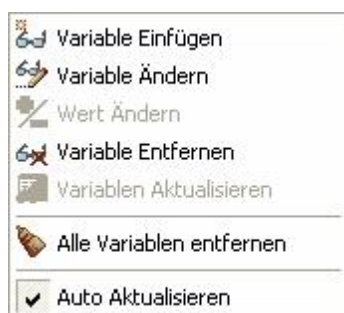 Variable Einfügen
Variable Ändern
Wert Ändern
Variable Entfernen
Variablen Aktualisieren
Alle Variablen entfernen
Auto Aktualisieren